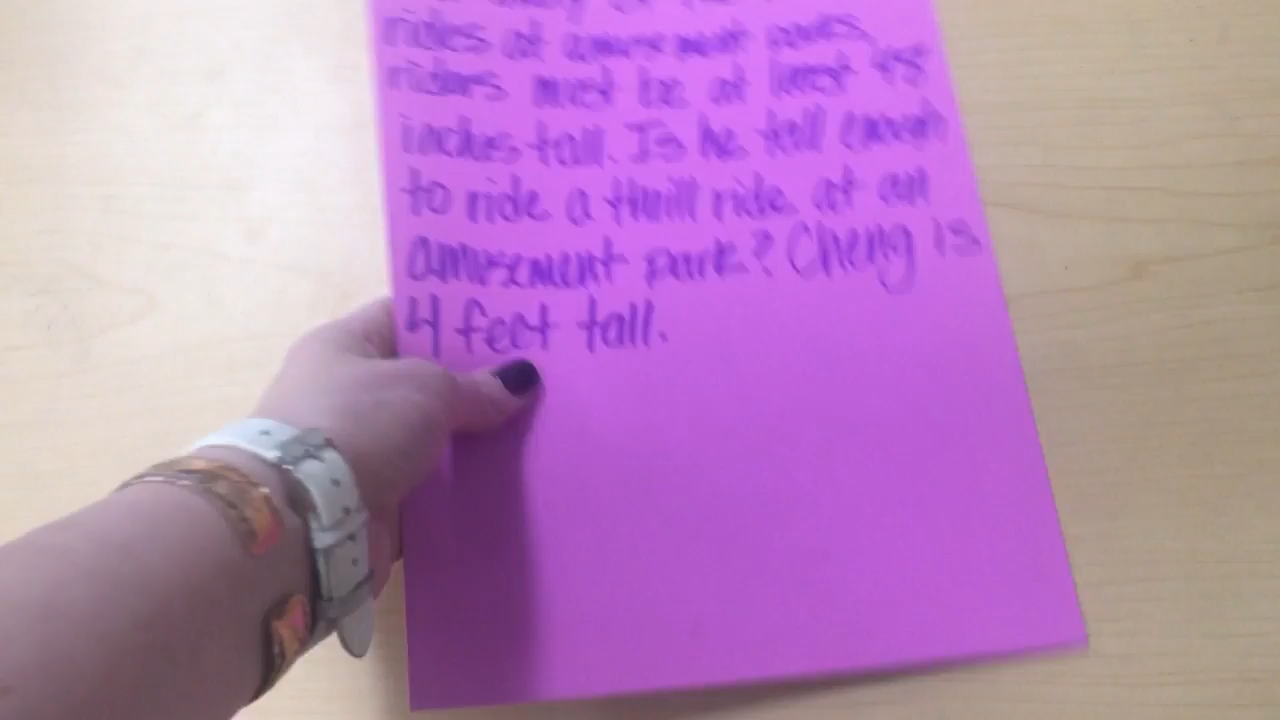 rides at amusement parks,
riders must be at least 48
inches tall. Is he tall enough
to ride a thrill ride at an
amusement park? Cheng is
4 feet tall.